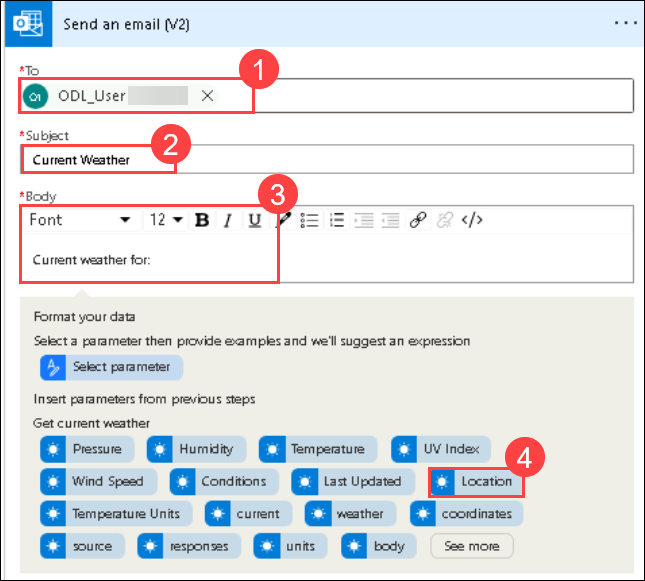 Send an email (V2) ...
1
*To
O1 ODL_User ×
*Subject
2
Current Weather
*Body
3
Font 12 B I U </>
Current weather for:
Format your data
Select a parameter then provide examples and we'll suggest an expression
Select parameter
Insert parameters from previous steps
Get current weather
Pressure Humidity Temperature UV Index
4
Wind Speed Conditions Last Updated Location
Temperature Units current weather coordinates
source responses units body See more